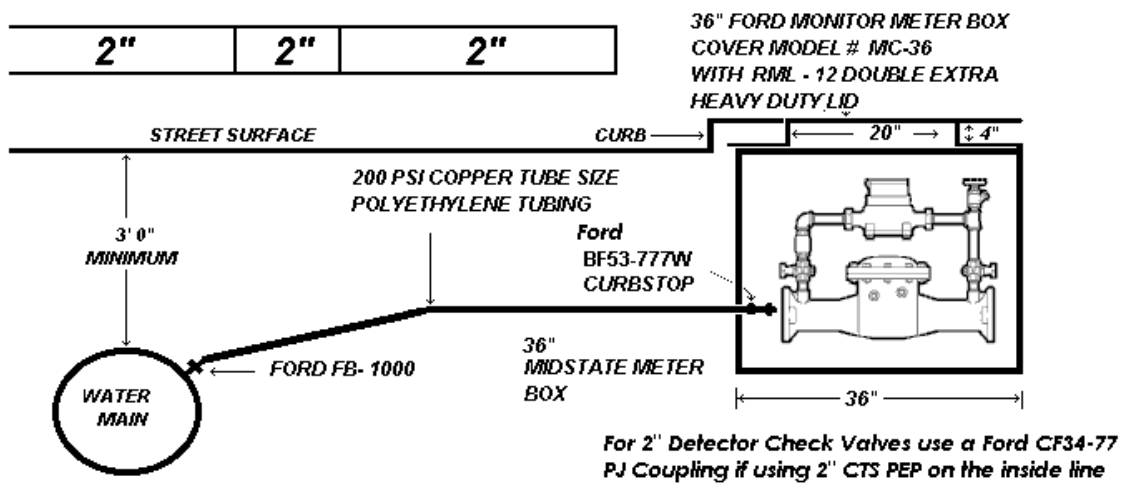 2" 2" 2"
36" FORD MONITOR METER BOX
COVER MODEL # MC-36
WITH RML - 12 DOUBLE EXTRA
HEAVY DUTY LID
STREET SURFACE
CURB
20"
4"
200 PSI COPPER TUBE SIZE
POLYETHYLENE TUBING
3' 0"
MINIMUM
Ford
BF53-777W
CURBSTOP
FORD FB- 1000
36"
MIDSTATE METER
BOX
WATER
MAIN
36"
For 2" Detector Check Valves use a Ford CF34-77
PJ Coupling if using 2" CTS PEP on the inside line